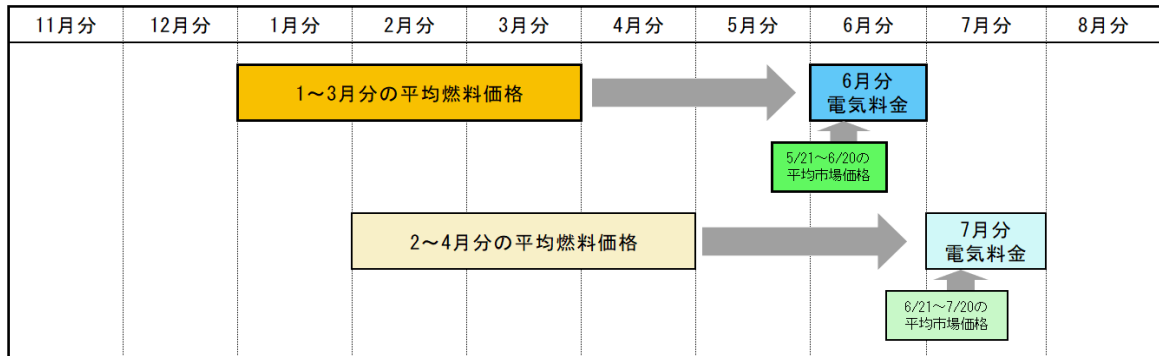 11月分 12月分 1月分 2月分 3月分 4月分 5月分 6月分 7月分 8月分
1～3月分の平均燃料価格
6月分
電気料金
5/21～6/20の
平均市場価格
2～4月分の平均燃料価格
7月分
電気料金
6/21～7/20の
平均市場価格